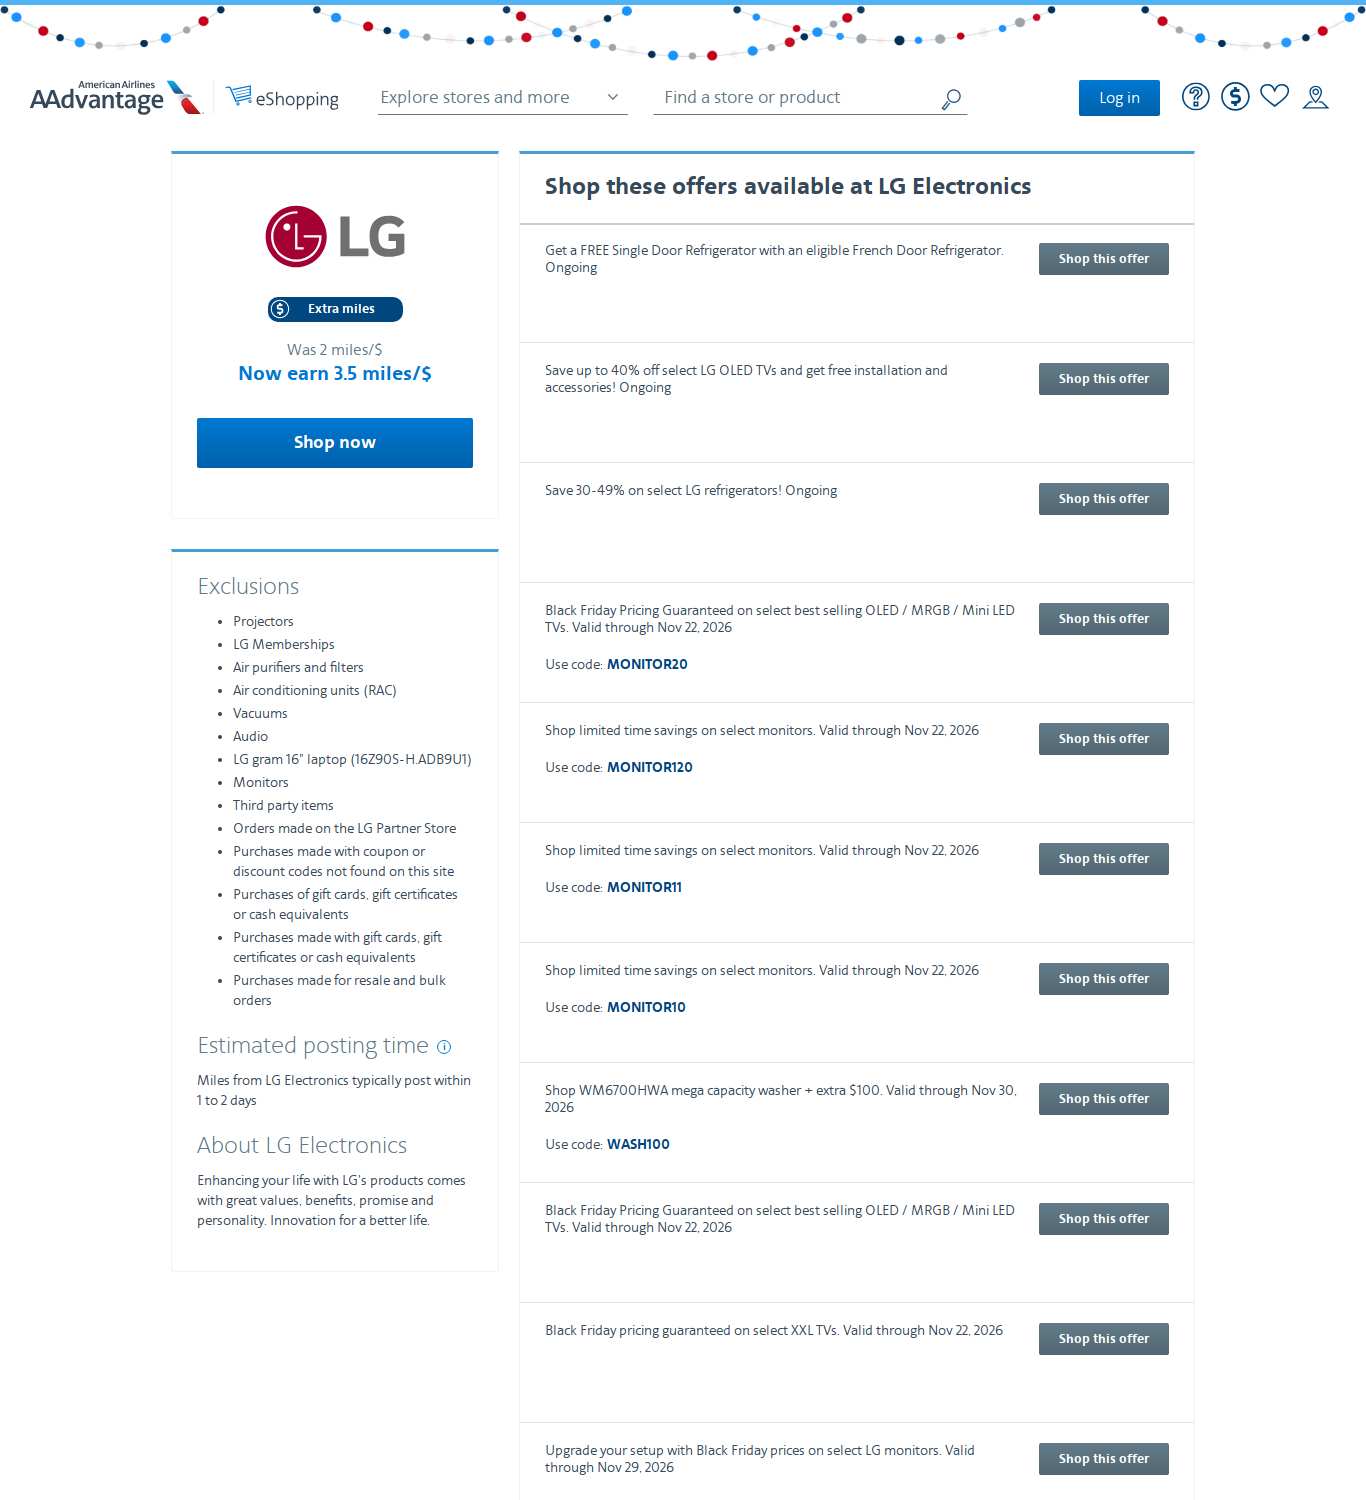 American Airlines
AAdvantage
eShopping
Explore stores and more
Find a store or product
Log in
LG
Extra miles
Was 2 miles/$
Now earn 3.5 miles/$
Shop now
Exclusions
Projectors
LG Memberships
Air purifiers and filters
Air conditioning units (RAC)
Vacuums
Audio
LG gram 16" laptop (16Z90S-H.ADB9U1)
Monitors
Third party items
Orders made on the LG Partner Store
Purchases made with coupon or
discount codes not found on this site
Purchases of gift cards, gift certificates
or cash equivalents
Purchases made with gift cards, gift
certificates or cash equivalents
Purchases made for resale and bulk
orders
Estimated posting time
Miles from LG Electronics typically post within
1 to 2 days
About LG Electronics
Enhancing your life with LG's products comes
with great values, benefits, promise and
personality. Innovation for a better life.
Shop these offers available at LG Electronics
Get a FREE Single Door Refrigerator with an eligible French Door Refrigerator.
Ongoing
Shop this offer
Save up to 40% off select LG OLED TVs and get free installation and
accessories! Ongoing
Shop this offer
Save 30-49% on select LG refrigerators! Ongoing
Shop this offer
Black Friday Pricing Guaranteed on select best selling OLED / MRGB / Mini LED
TVs. Valid through Nov 22, 2026
Use code: MONITOR20
Shop this offer
Shop limited time savings on select monitors. Valid through Nov 22, 2026
Use code: MONITOR120
Shop this offer
Shop limited time savings on select monitors. Valid through Nov 22, 2026
Use code: MONITOR11
Shop this offer
Shop limited time savings on select monitors. Valid through Nov 22, 2026
Use code: MONITOR10
Shop this offer
Shop WM6700HWA mega capacity washer + extra $100. Valid through Nov 30,
2026
Use code: WASH100
Shop this offer
Black Friday Pricing Guaranteed on select best selling OLED / MRGB / Mini LED
TVs. Valid through Nov 22, 2026
Shop this offer
Black Friday pricing guaranteed on select XXL TVs. Valid through Nov 22, 2026
Shop this offer
Upgrade your setup with Black Friday prices on select LG monitors. Valid
through Nov 29, 2026
Shop this offer